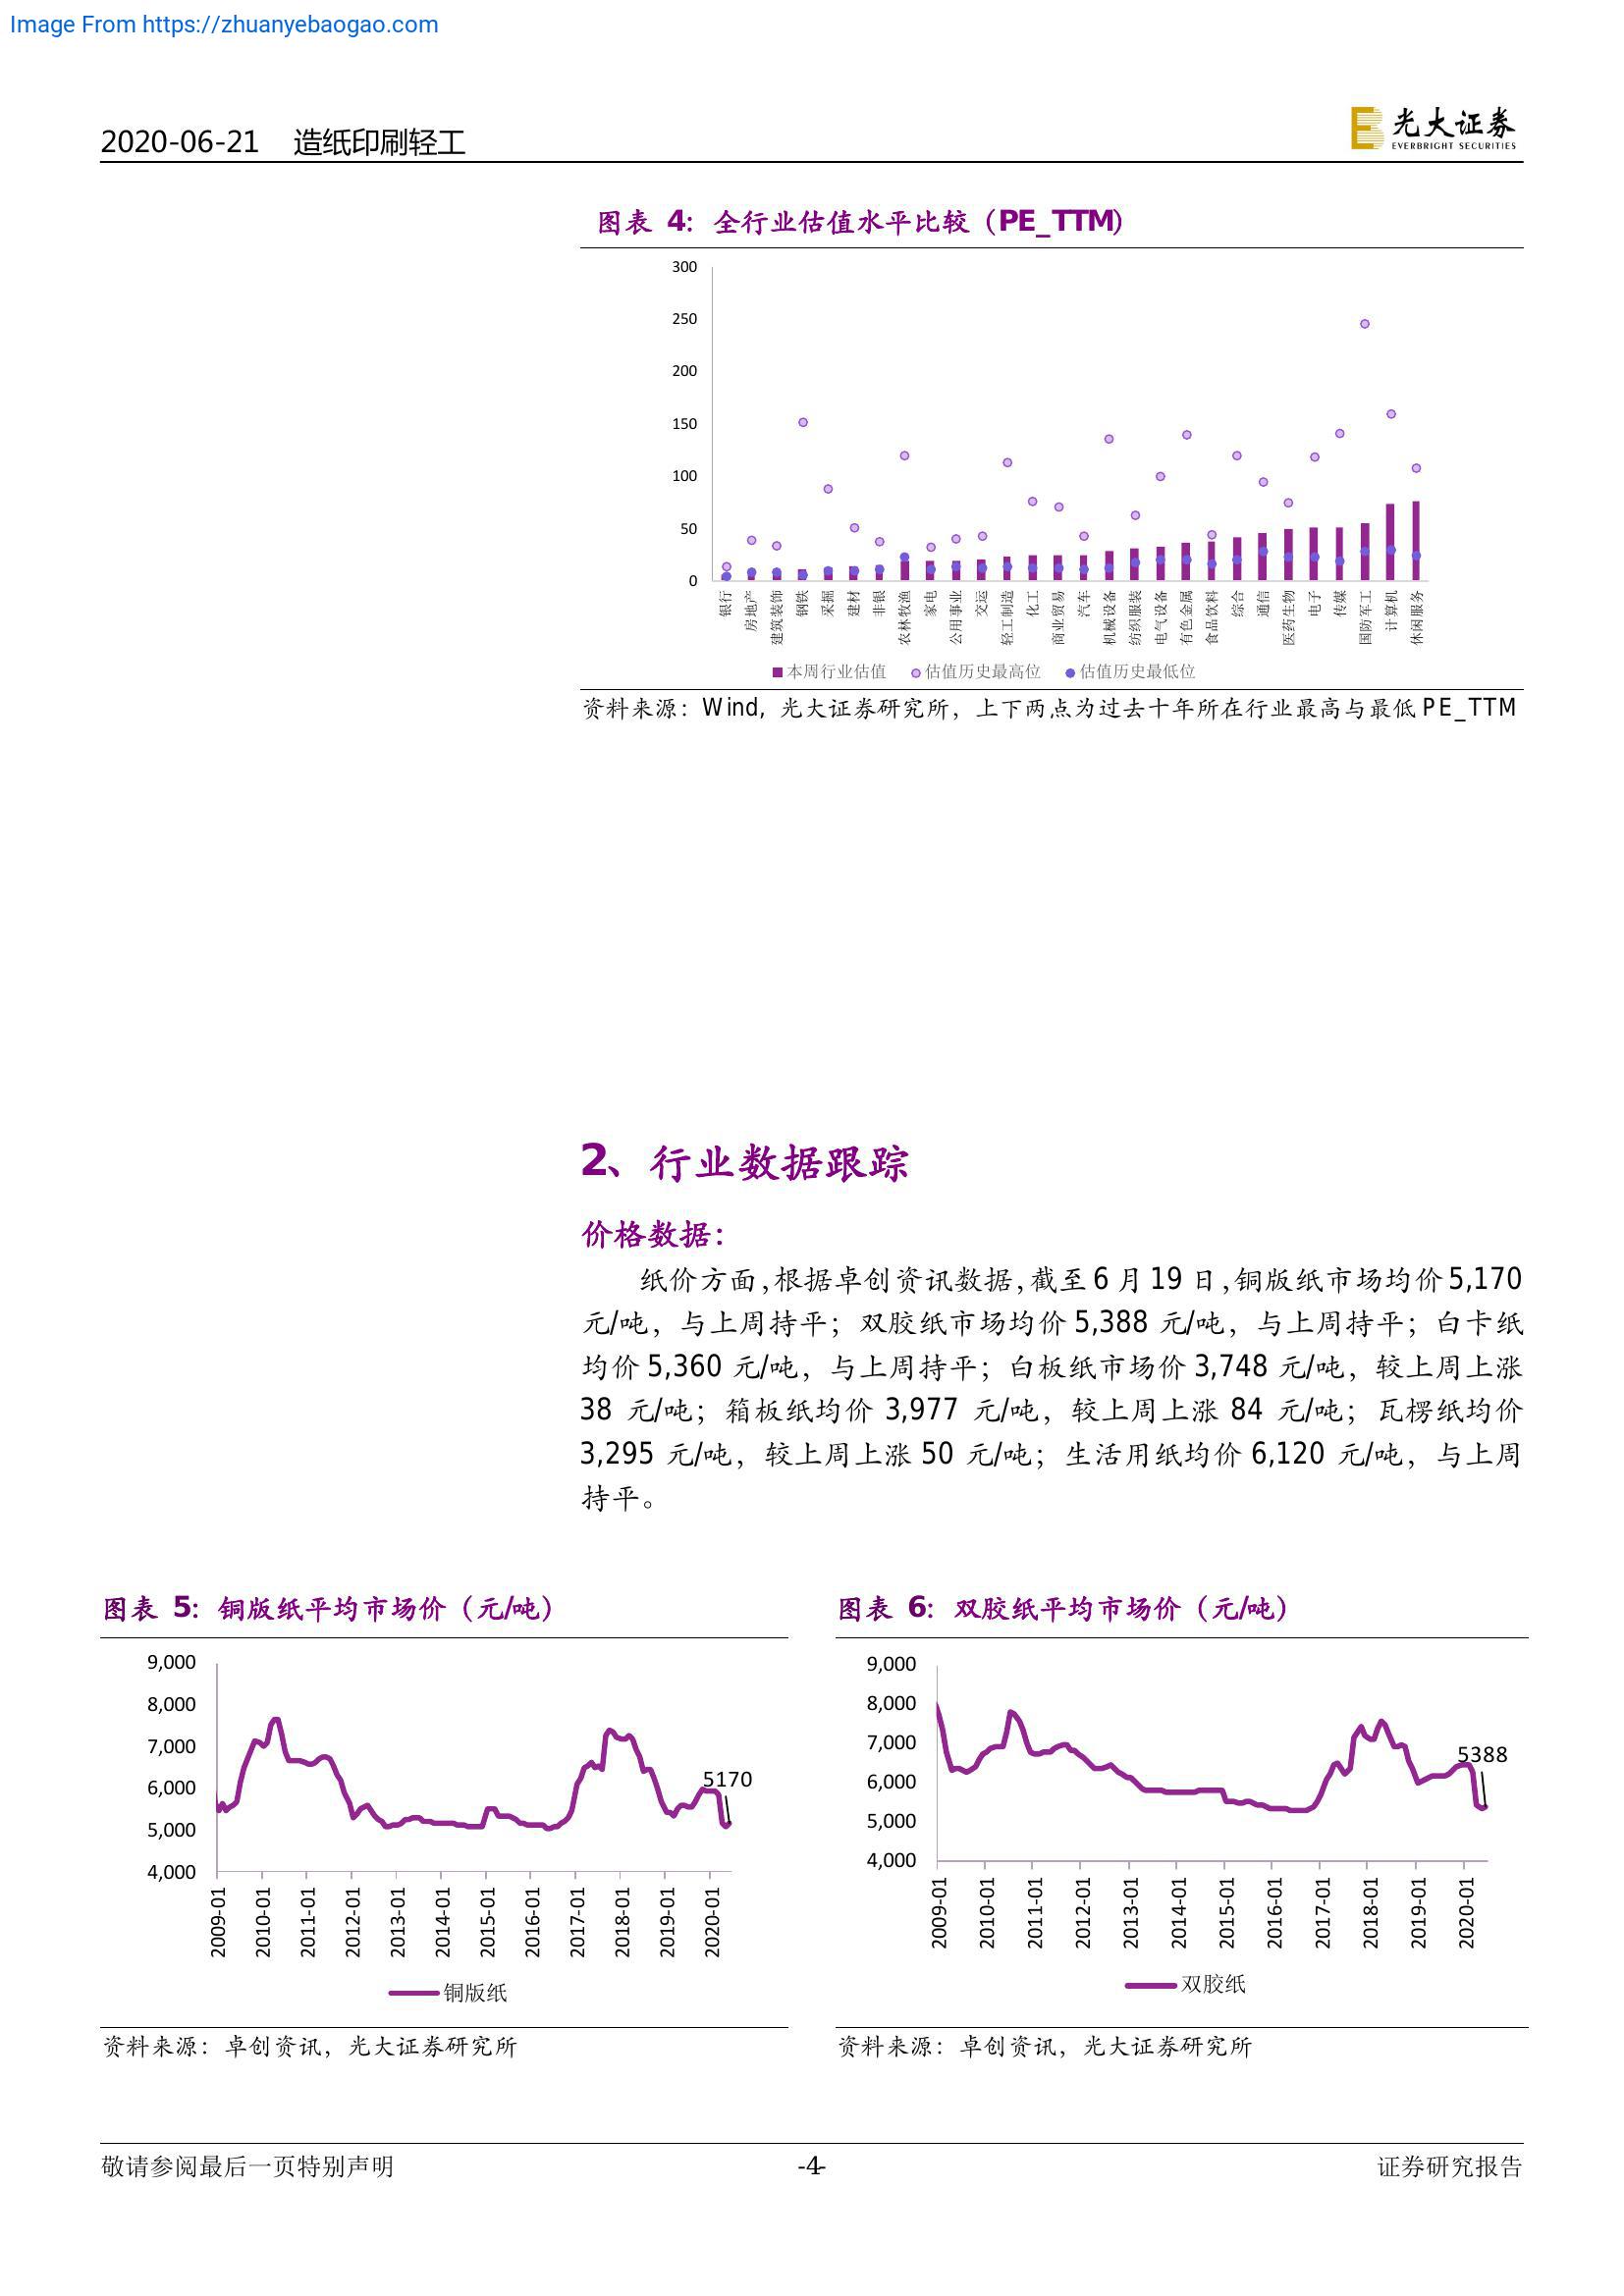 Image From https://zhuanyebaogao.com
2020-06-21 造纸印刷轻工
光大证券
EVERBRIGHT SECURITIES
图表 4：全行业估值水平比较（PE_TTM）
300
250
200
150
100
50
0
银行 房地产 建筑装饰 钢铁 采掘 建材 非银 农林牧渔 家电 公用事业 交运 轻工制造 化工 商业贸易 汽车 机械设备 纺织服装 电气设备 有色金属 食品饮料 综合 通信 医药生物 电子 传媒 国防军工 计算机 休闲服务
本周行业估值 估值历史最高位 估值历史最低位
资料来源：Wind, 光大证券研究所，上下两点为过去十年所在行业最高与最低 PE_TTM
2、行业数据跟踪
价格数据：
纸价方面,根据卓创资讯数据,截至 6 月 19 日,铜版纸市场均价 5,170
元/吨，与上周持平；双胶纸市场均价 5,388 元/吨，与上周持平；白卡纸
均价 5,360 元/吨，与上周持平；白板纸市场价 3,748 元/吨，较上周上涨
38 元/吨；箱板纸均价 3,977 元/吨，较上周上涨 84 元/吨；瓦楞纸均价
3,295 元/吨，较上周上涨 50 元/吨；生活用纸均价 6,120 元/吨，与上周
持平。
图表 5：铜版纸平均市场价（元/吨）
9,000
8,000
7,000
6,000
5,000
4,000
5170
2009-01 2010-01 2011-01 2012-01 2013-01 2014-01 2015-01 2016-01 2017-01 2018-01 2019-01 2020-01
铜版纸
资料来源：卓创资讯，光大证券研究所
图表 6：双胶纸平均市场价（元/吨）
9,000
8,000
7,000
6,000
5,000
4,000
5388
2009-01 2010-01 2011-01 2012-01 2013-01 2014-01 2015-01 2016-01 2017-01 2018-01 2019-01 2020-01
双胶纸
资料来源：卓创资讯，光大证券研究所
敬请参阅最后一页特别声明 -4- 证券研究报告